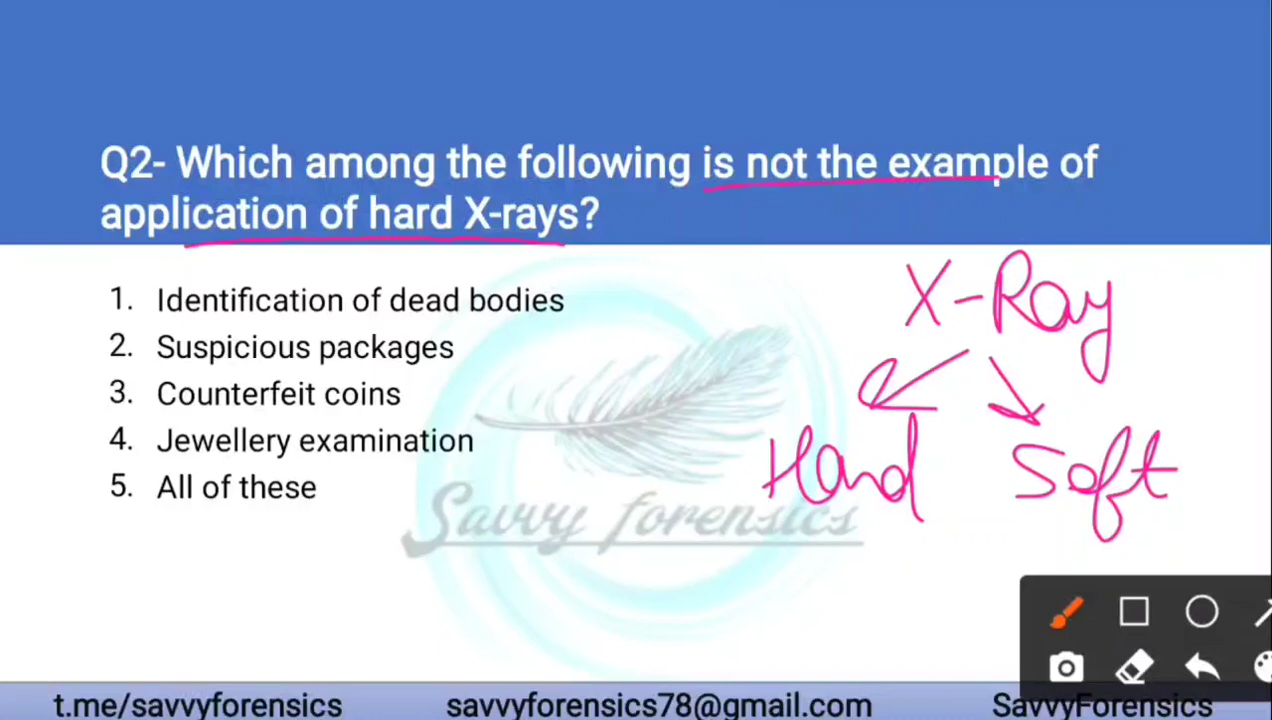 Q2- Which among the following is not the example of
application of hard X-rays?
1. Identification of dead bodies
2. Suspicious packages
3. Counterfeit coins
4. Jewellery examination
5. All of these
X-Ray
Hard
Soft
Savvy forensics
t.me/savvyforensics savvyforensics78@gmail.com SavvyForensics